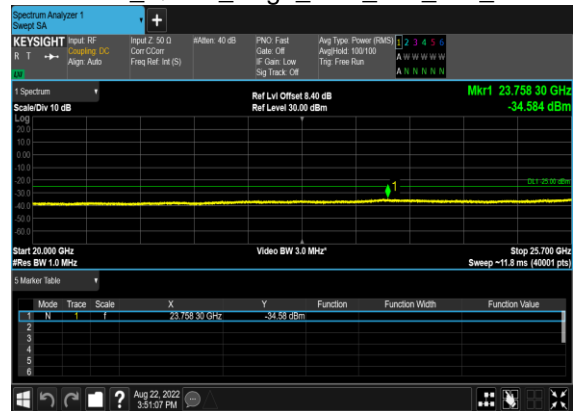 Spectrum Analyzer 1
Swept SA
+
KEYSIGHT Input: RF Input Z: 50 Ω #Atten: 40 dB PNO: Fast Avg Type: Power (RMS) 1 2 3 4 5 6
R T Coupling: DC Corr CCorr Gate: Off Avg|Hold: 100/100 A W W W W W
Align: Auto Freq Ref: Int (S) IF Gain: Low Trig: Free Run
LXI Sig Track: Off A N N N N N
1 Spectrum Ref Lvl Offset 8.40 dB Mkr1 23.758 30 GHz
Scale/Div 10 dB Ref Level 30.00 dBm -34.584 dBm
Log
20.0
10.0
0.00
-10.0
-20.0
1 DL1 -25.00 dBm
-30.0
-40.0
-50.0
-60.0
Start 20.000 GHz Video BW 3.0 MHz* Stop 25.700 GHz
#Res BW 1.0 MHz Sweep ~11.8 ms (40001 pts)
5 Marker Table
Mode Trace Scale X Y Function Function Width Function Value
1 N 1 f 23.758 30 GHz -34.58 dBm
2
3
4
5
6
? Aug 22, 2022
3:51:07 PM